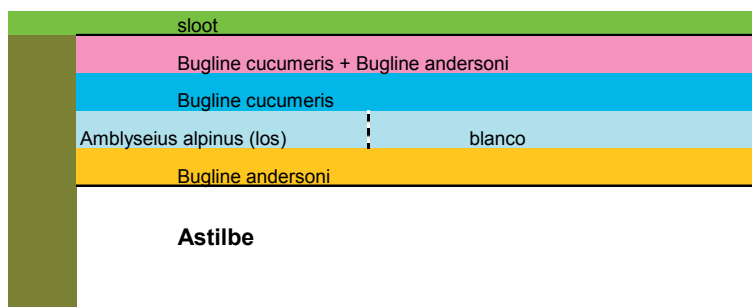 sloot
Bugline cucumeris + Bugline andersoni
Bugline cucumeris
Amblyseius alpinus (los) blanco
Bugline andersoni
Astilbe